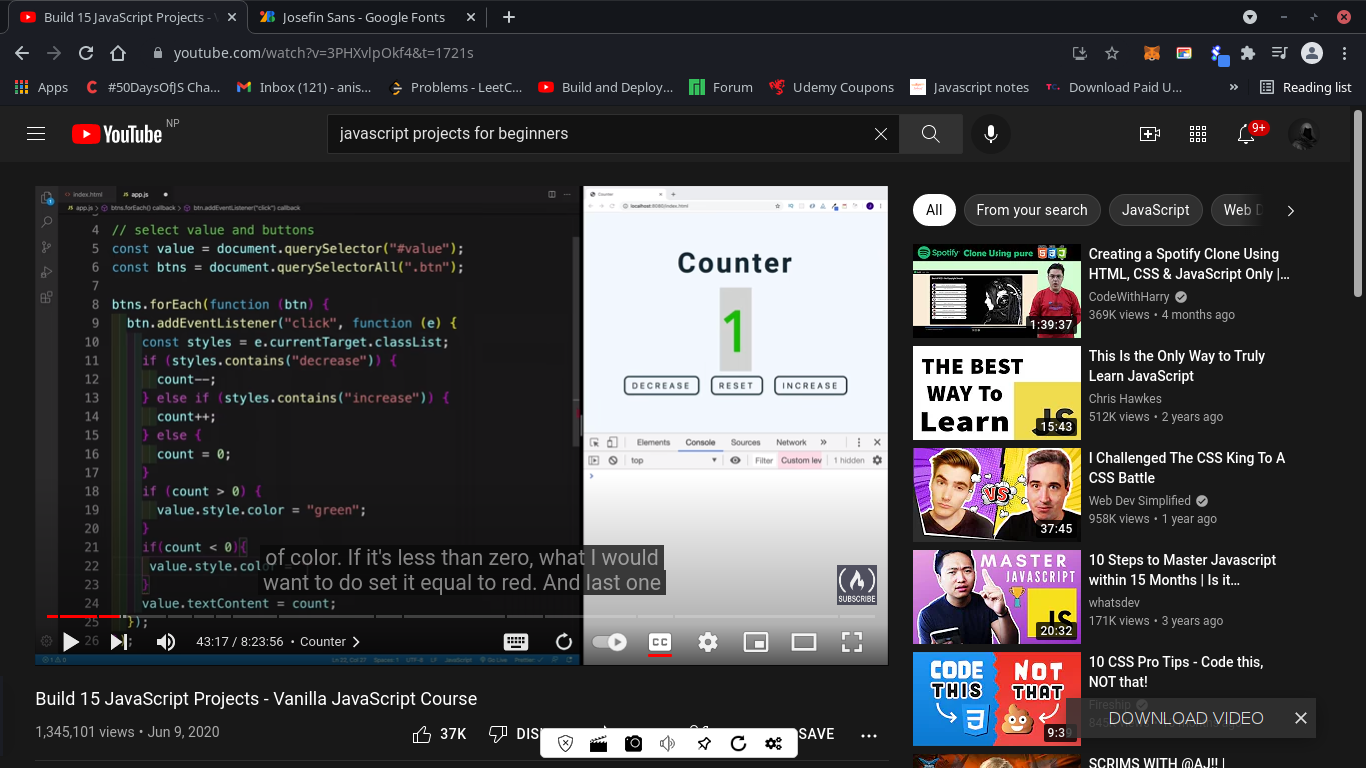 Build 15 JavaScript Projects -
Josefin Sans - Google Fonts
youtube.com/watch?v=3PHXvlpOkf4&t=1721s
Apps
#50DaysOfJS Cha...
Inbox (121) - anis...
Problems - LeetC...
Build and Deploy...
Forum
Udemy Coupons
Javascript notes
Download Paid U...
Reading list
YouTube NP
javascript projects for beginners
9+
index.html
app.js
app.js > btns.forEach() callback > btn.addEventListener("click") callback
4 // select value and buttons
5 const value = document.querySelector("#value");
6 const btns = document.querySelectorAll(".btn");
7
8 btns.forEach(function (btn) {
9 btn.addEventListener("click", function (e) {
10 const styles = e.currentTarget.classList;
11 if (styles.contains("decrease")) {
12 count--;
13 } else if (styles.contains("increase")) {
14 count++;
15 } else {
16 count = 0;
17 }
18 if (count > 0) {
19 value.style.color = "green";
20 }
21 if(count < 0){
22 value.style.color =
23 }
24 value.textContent = count;
25 });
26
of color. If it's less than zero, what I would
want to do set it equal to red. And last one
Counter
localhost:8080/index.html
Counter
1
DECREASE
RESET
INCREASE
Elements
Console
Sources
Network
top
Filter
Custom lev
1 hidden
SUBSCRIBE
43:17 / 8:23:56 • Counter
CC
Build 15 JavaScript Projects - Vanilla JavaScript Course
1,345,101 views • Jun 9, 2020
37K
SAVE
All
From your search
JavaScript
Web D
Spotify Clone Using pure
1:39:37
Creating a Spotify Clone Using
HTML, CSS & JavaScript Only |...
CodeWithHarry
369K views • 4 months ago
THE BEST
WAY To
Learn
JS
15:43
This Is the Only Way to Truly
Learn JavaScript
Chris Hawkes
512K views • 2 years ago
VS
37:45
I Challenged The CSS King To A
CSS Battle
Web Dev Simplified
958K views • 1 year ago
MASTER
JAVASCRIPT
JS
20:32
10 Steps to Master Javascript
within 15 Months | Is it...
whatsdev
171K views • 3 years ago
CODE
THIS
NOT
THAT
9:39
10 CSS Pro Tips - Code this,
NOT that!
Fireship
DOWNLOAD VIDEO
SCRIMS WITH @AJ!! |